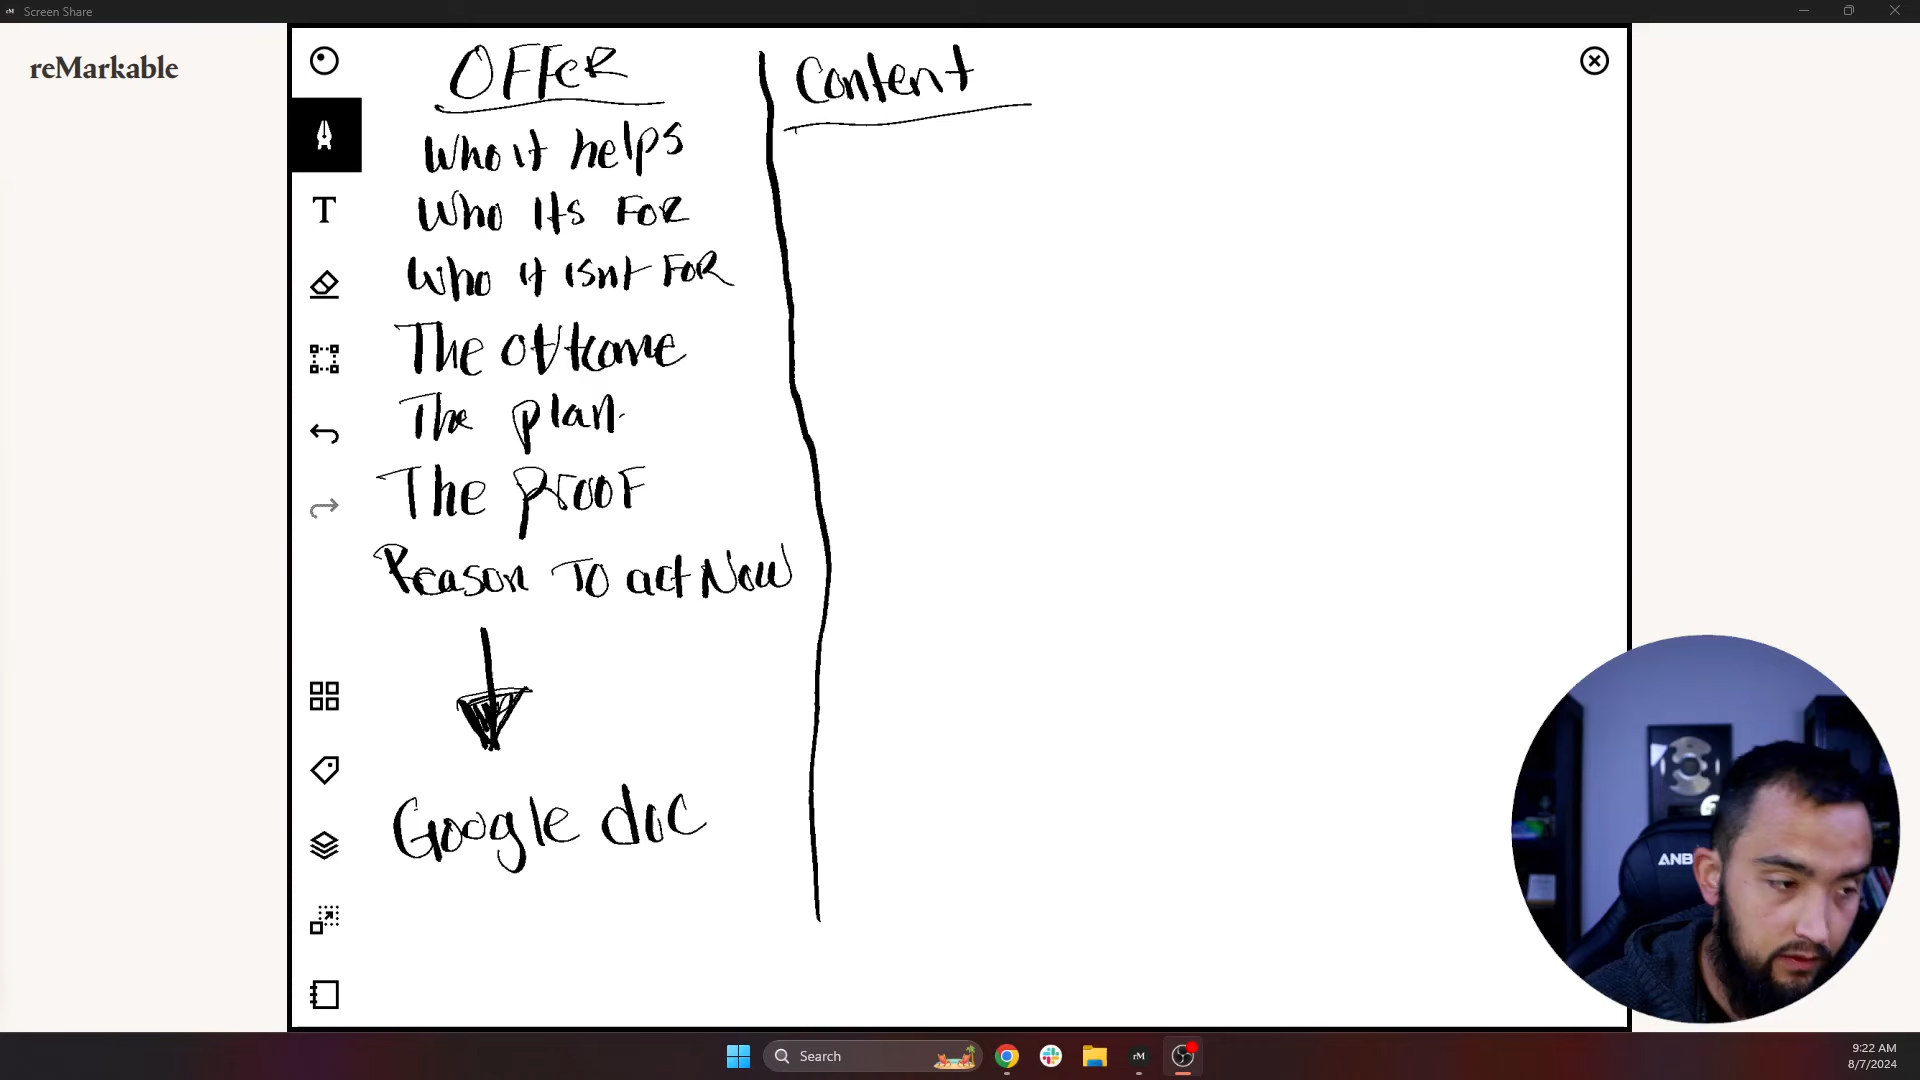 Screen Share
reMarkable
OFFER
Who it helps
Who its FOR
Who it isnt FOR
The outcome
The plan
The proof
Reason To act Now
Google doc
Content
T
ANB
Search
rM
9:22 AM
8/7/2024